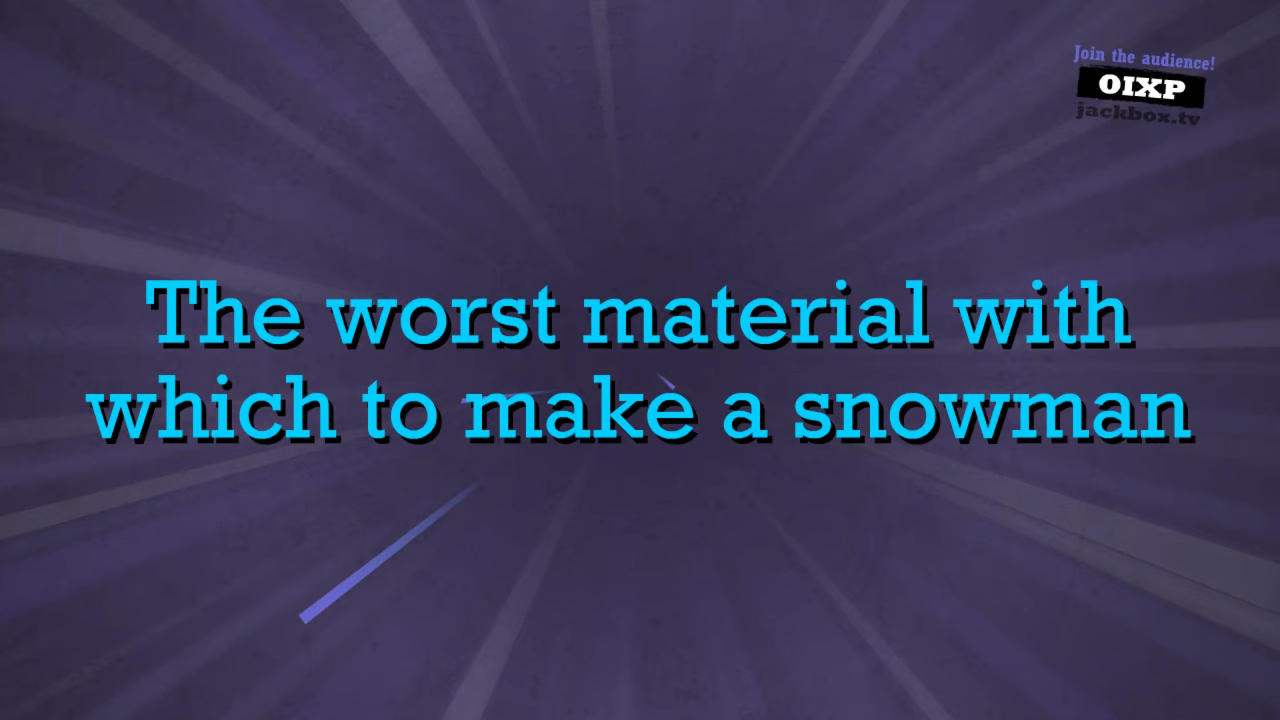 Join the audience!
OIXP
jackbox.tv
The worst material with
which to make a snowman